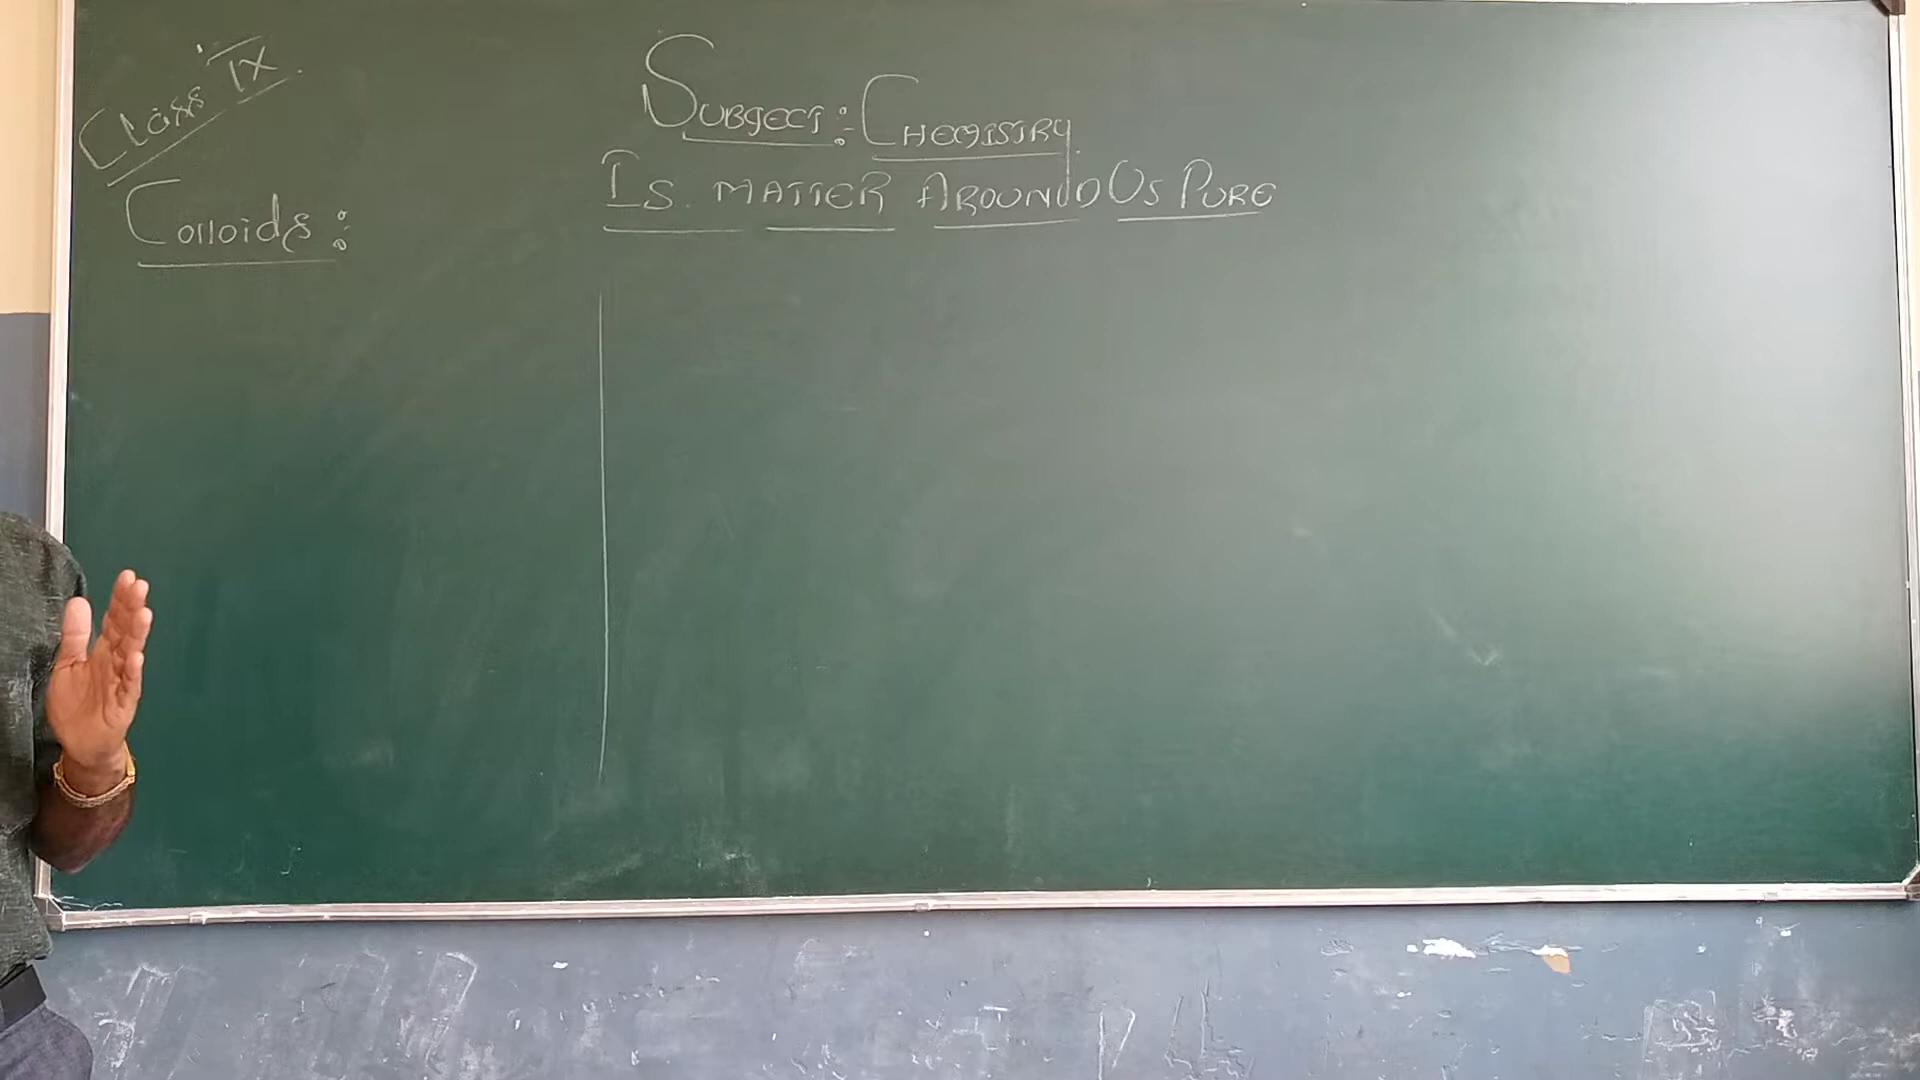 Class IX.
SUBJECT:- CHEMISTRY.
IS MATTER AROUND US PURE
Colloids:-